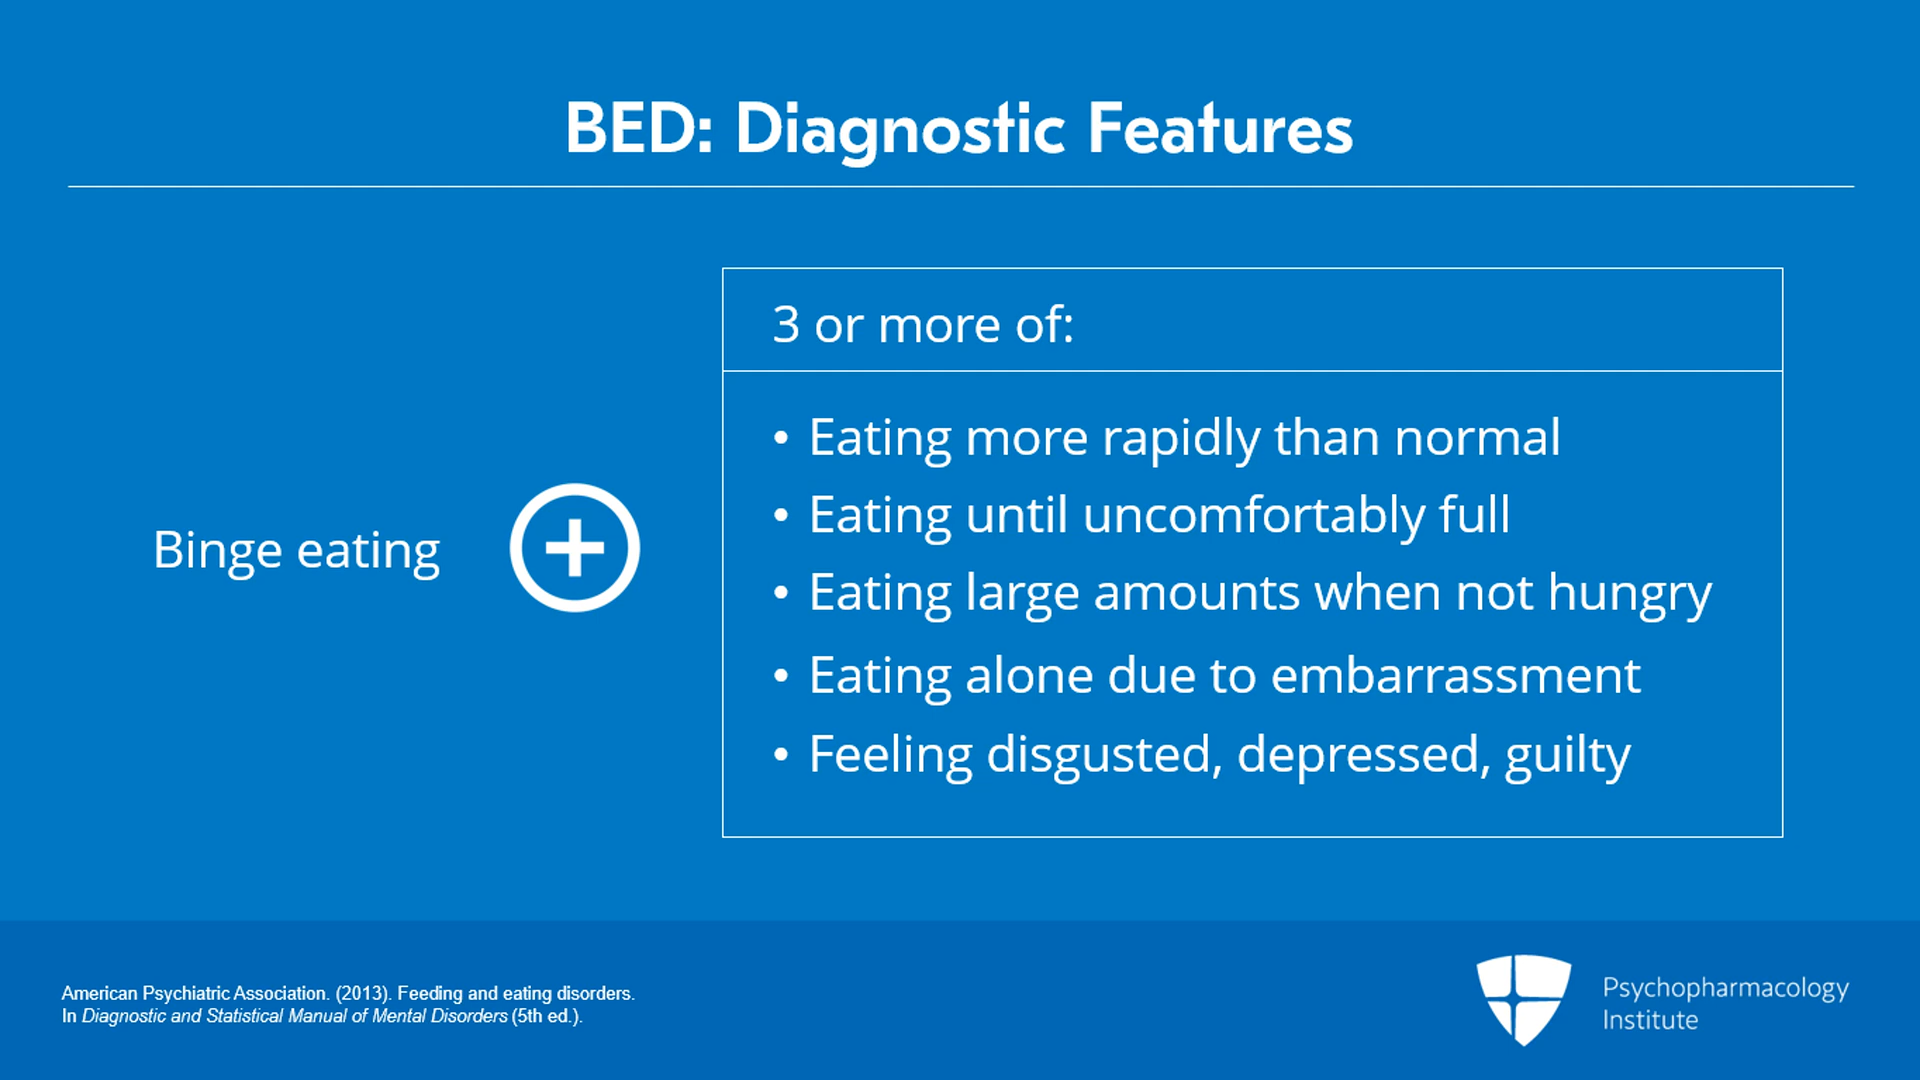 BED: Diagnostic Features
Binge eating
3 or more of:
• Eating more rapidly than normal
• Eating until uncomfortably full
• Eating large amounts when not hungry
• Eating alone due to embarrassment
• Feeling disgusted, depressed, guilty
American Psychiatric Association. (2013). Feeding and eating disorders.
In Diagnostic and Statistical Manual of Mental Disorders (5th ed.).
Psychopharmacology
Institute